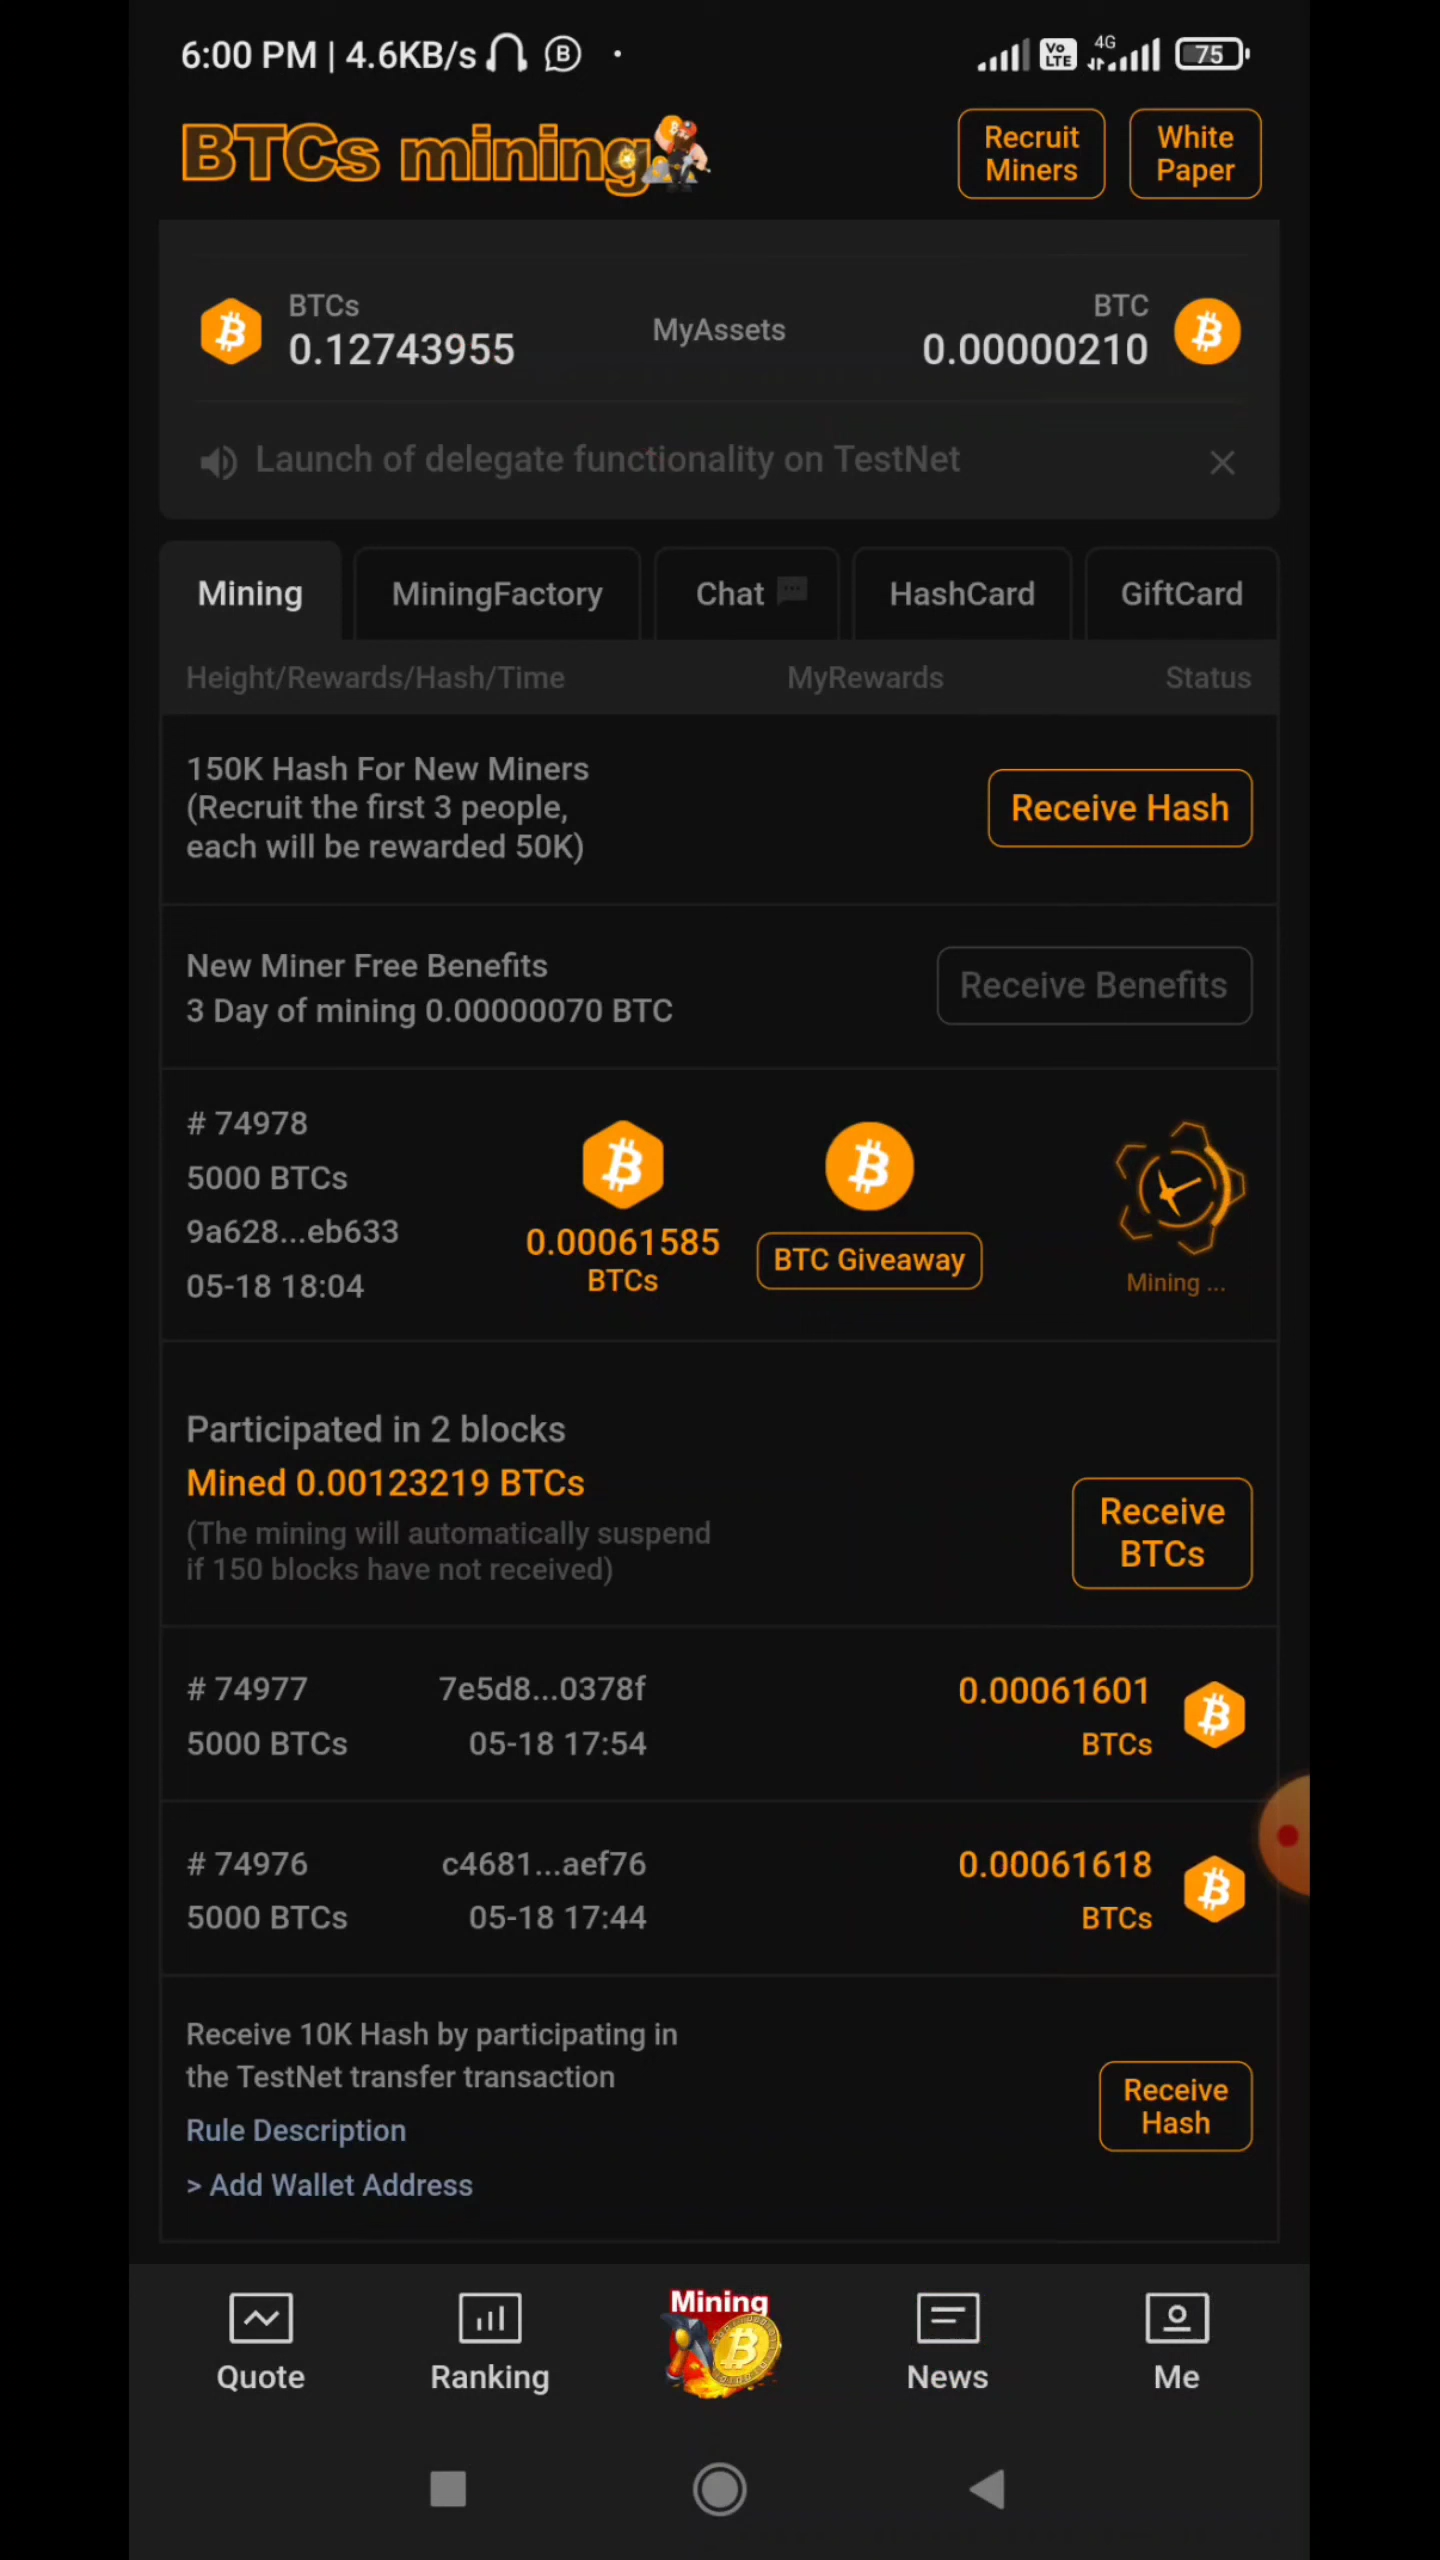 6:00 PM | 4.6KB/s B · Vo LTE 4G 75
BTCs mining
Recruit Miners
White Paper
BTCs
0.12743955
MyAssets
BTC
0.00000210
Launch of delegate functionality on TestNet
Mining MiningFactory Chat HashCard GiftCard
Height/Rewards/Hash/Time MyRewards Status
150K Hash For New Miners
(Recruit the first 3 people,
each will be rewarded 50K)
Receive Hash
New Miner Free Benefits
3 Day of mining 0.00000070 BTC
Receive Benefits
# 74978
5000 BTCs
9a628...eb633
05-18 18:04
0.00061585
BTCs
BTC Giveaway
Mining ...
Participated in 2 blocks
Mined 0.00123219 BTCs
(The mining will automatically suspend
if 150 blocks have not received)
Receive
BTCs
# 74977 7e5d8...0378f 0.00061601
5000 BTCs 05-18 17:54 BTCs
# 74976 c4681...aef76 0.00061618
5000 BTCs 05-18 17:44 BTCs
Receive 10K Hash by participating in
the TestNet transfer transaction
Rule Description
> Add Wallet Address
Receive
Hash
Mining
Quote Ranking News Me